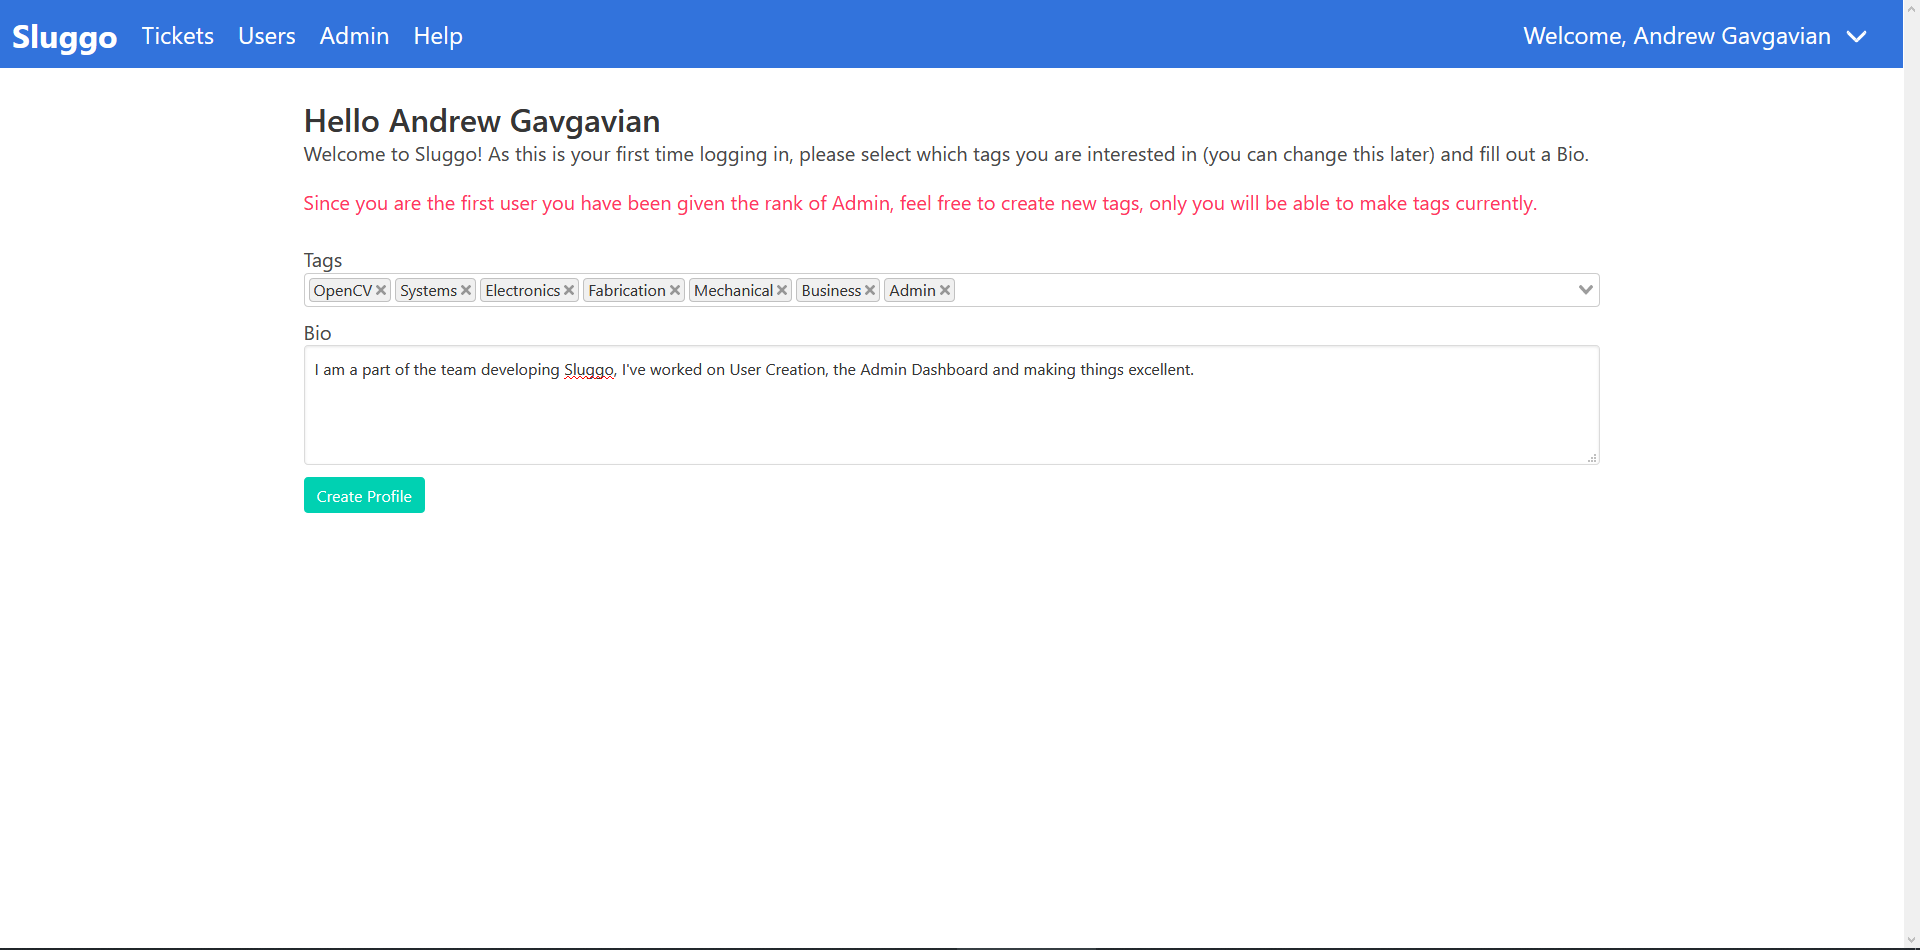 Sluggo Tickets Users Admin Help Welcome, Andrew Gavgavian
Hello Andrew Gavgavian
Welcome to Sluggo! As this is your first time logging in, please select which tags you are interested in (you can change this later) and fill out a Bio.
Since you are the first user you have been given the rank of Admin, feel free to create new tags, only you will be able to make tags currently.
Tags
OpenCV Systems Electronics Fabrication Mechanical Business Admin
Bio
I am a part of the team developing Sluggo, I've worked on User Creation, the Admin Dashboard and making things excellent.
Create Profile